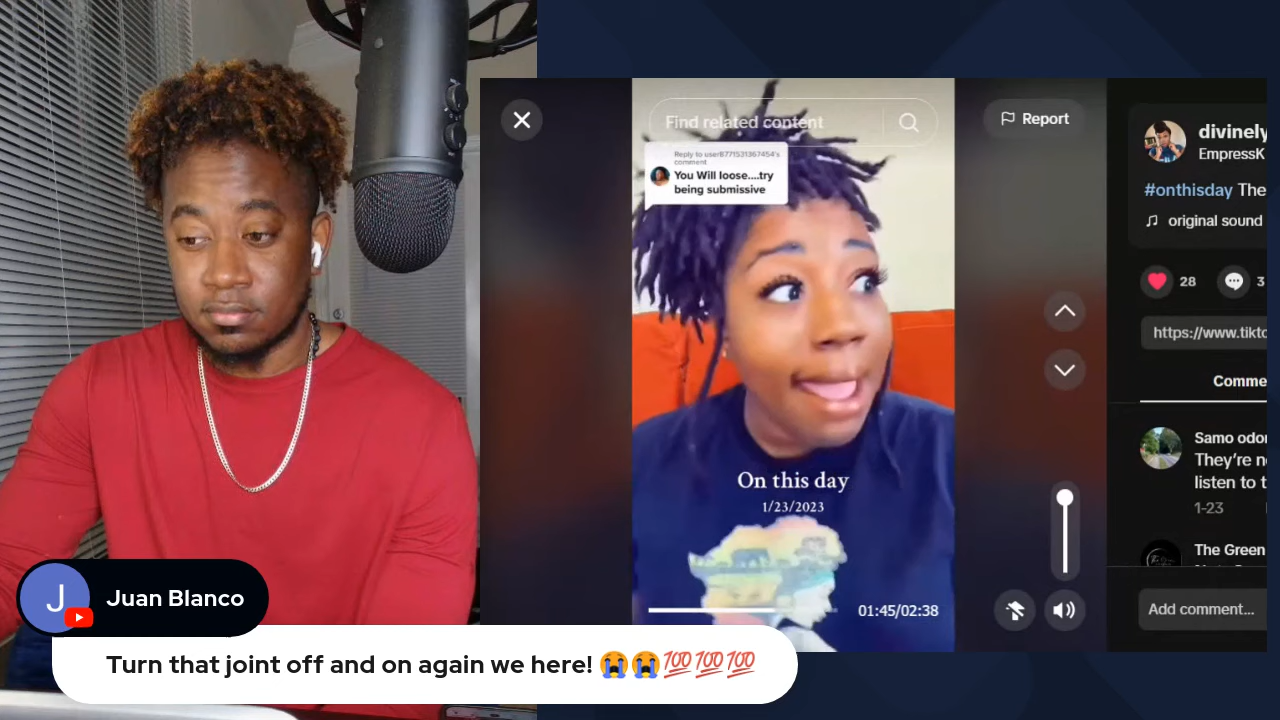 Find related content
Report
Reply to user8771531367454's
comment
You Will loose....try
being submissive
On this day
1/23/2023
01:45/02:38
divinely
EmpressK
#onthisday The
original sound
28
3
https://www.tikto
Comme
Samo odo
They're n
listen to t
1-23
The Green
Add comment...
J
Juan Blanco
Turn that joint off and on again we here! 😭😭💯💯💯